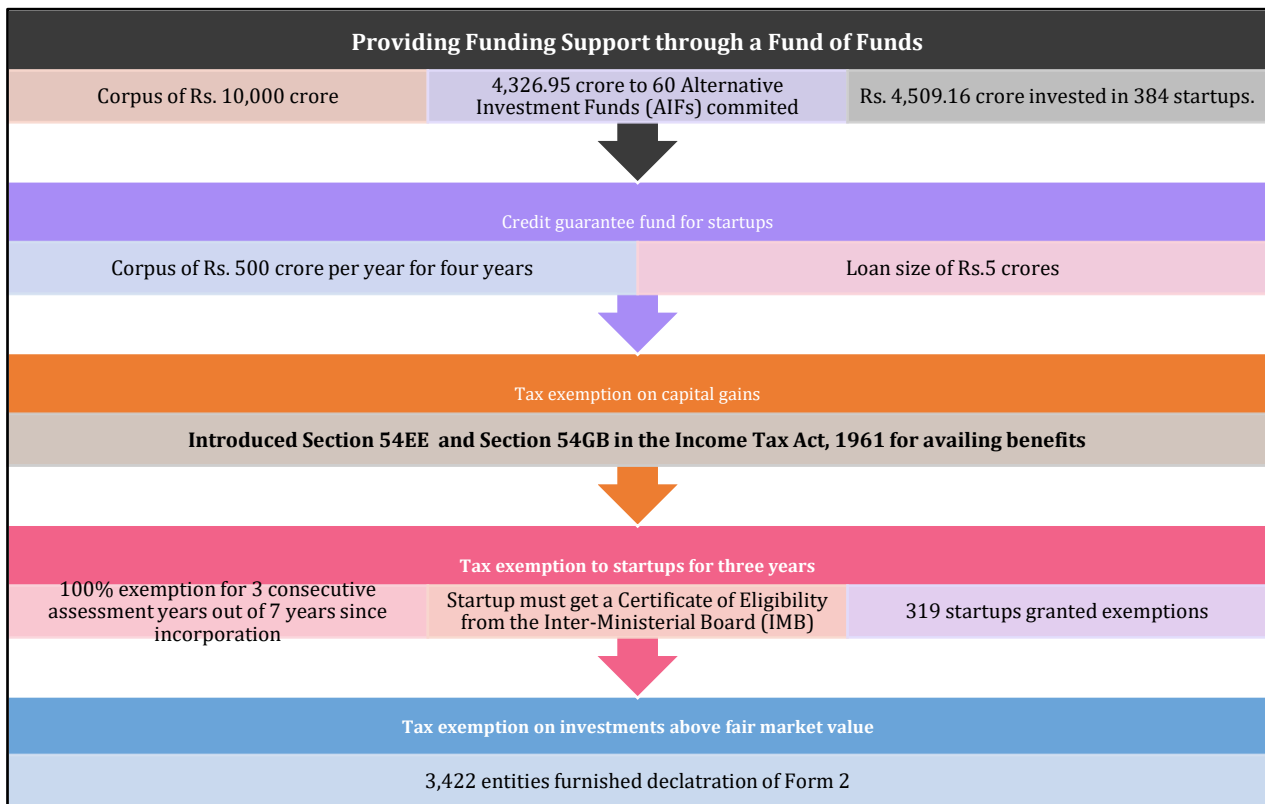 Providing Funding Support through a Fund of Funds
Corpus of Rs. 10,000 crore
4,326.95 crore to 60 Alternative
Investment Funds (AIFs) commited
Rs. 4,509.16 crore invested in 384 startups.
Credit guarantee fund for startups
Corpus of Rs. 500 crore per year for four years
Loan size of Rs.5 crores
Tax exemption on capital gains
Introduced Section 54EE and Section 54GB in the Income Tax Act, 1961 for availing benefits
Tax exemption to startups for three years
100% exemption for 3 consecutive
assessment years out of 7 years since
incorporation
Startup must get a Certificate of Eligibility
from the Inter-Ministerial Board (IMB)
319 startups granted exemptions
Tax exemption on investments above fair market value
3,422 entities furnished declatration of Form 2